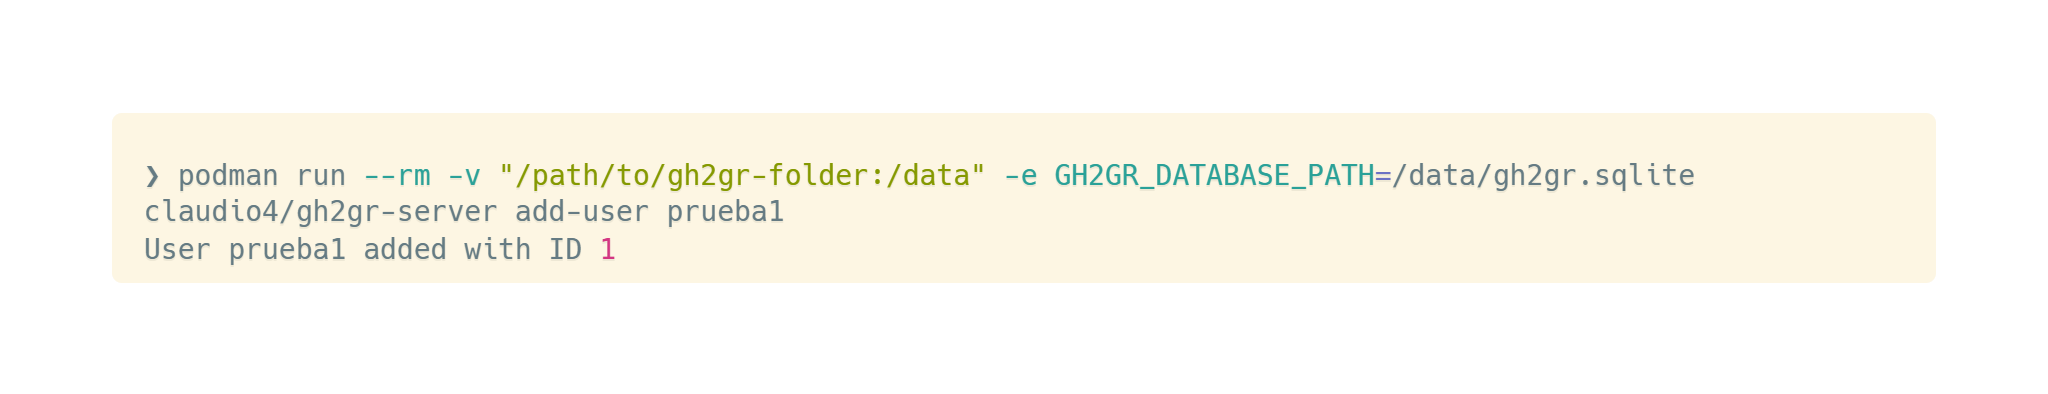 ❯ podman run --rm -v "/path/to/gh2gr-folder:/data" -e GH2GR_DATABASE_PATH=/data/gh2gr.sqlite
claudio4/gh2gr-server add-user prueba1
User prueba1 added with ID 1